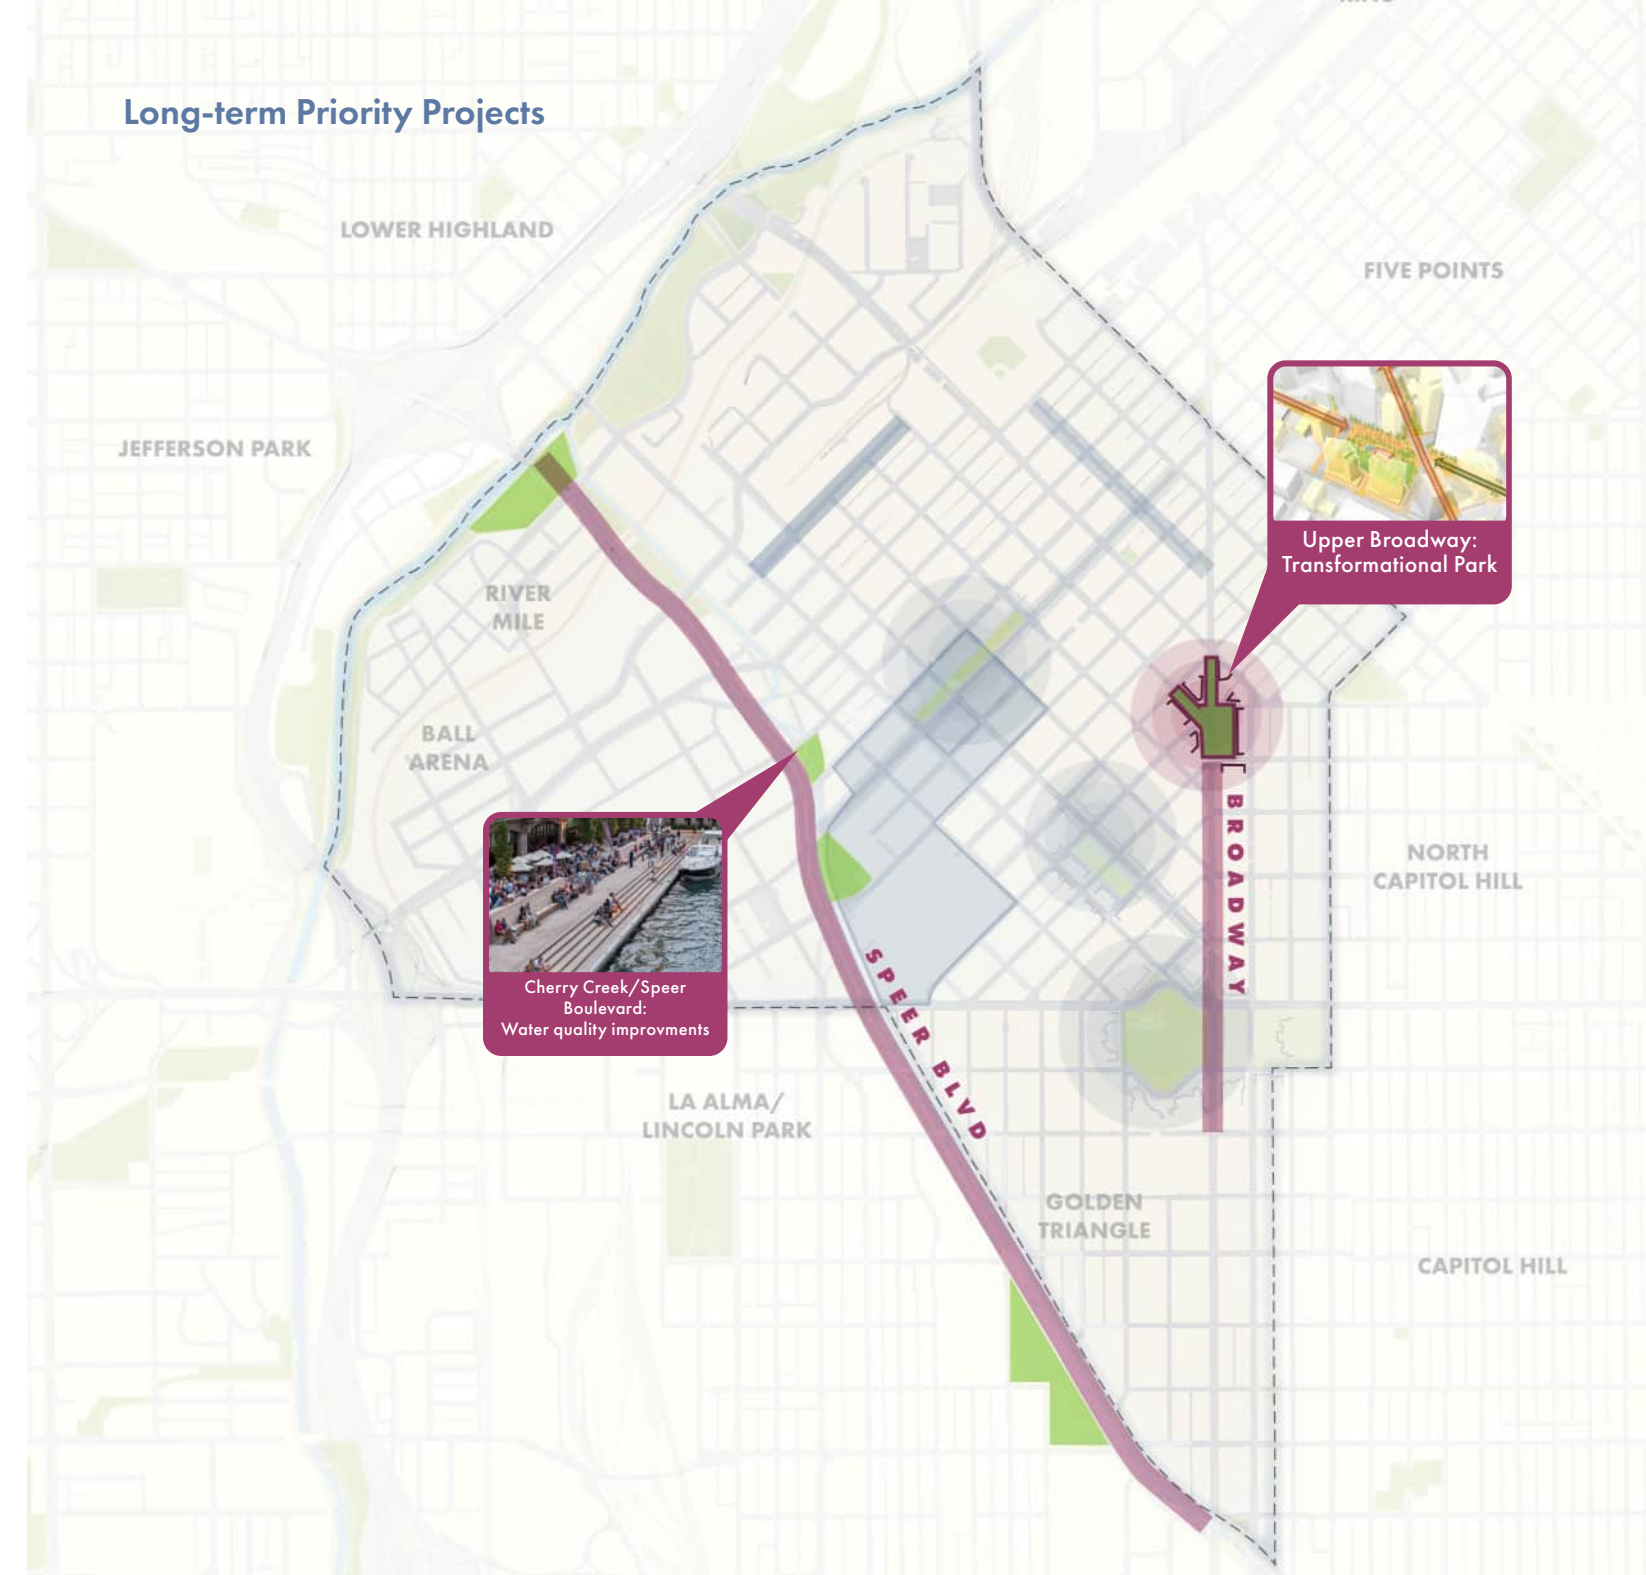 Long-term Priority Projects
LOWER HIGHLAND
FIVE POINTS
JEFFERSON PARK
Upper Broadway:
Transformational Park
RIVER
MILE
BALL
ARENA
BROADWAY
NORTH
CAPITOL HILL
Cherry Creek/Speer
Boulevard:
Water quality improvments
SPEER BLVD
LA ALMA/
LINCOLN PARK
GOLDEN
TRIANGLE
CAPITOL HILL